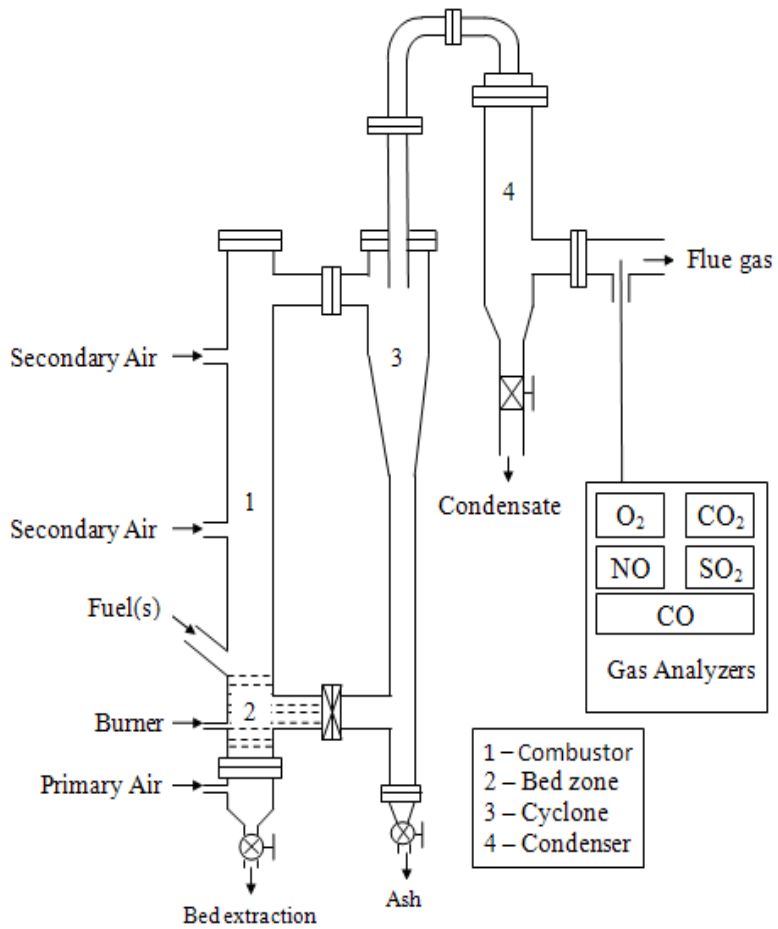 4
Flue gas
Secondary Air
3
1
Condensate
Secondary Air
O₂
CO₂
NO
SO₂
CO
Gas Analyzers
Fuel(s)
Burner
2
Primary Air
1 – Combustor
2 – Bed zone
3 – Cyclone
4 – Condenser
Ash
Bed extraction